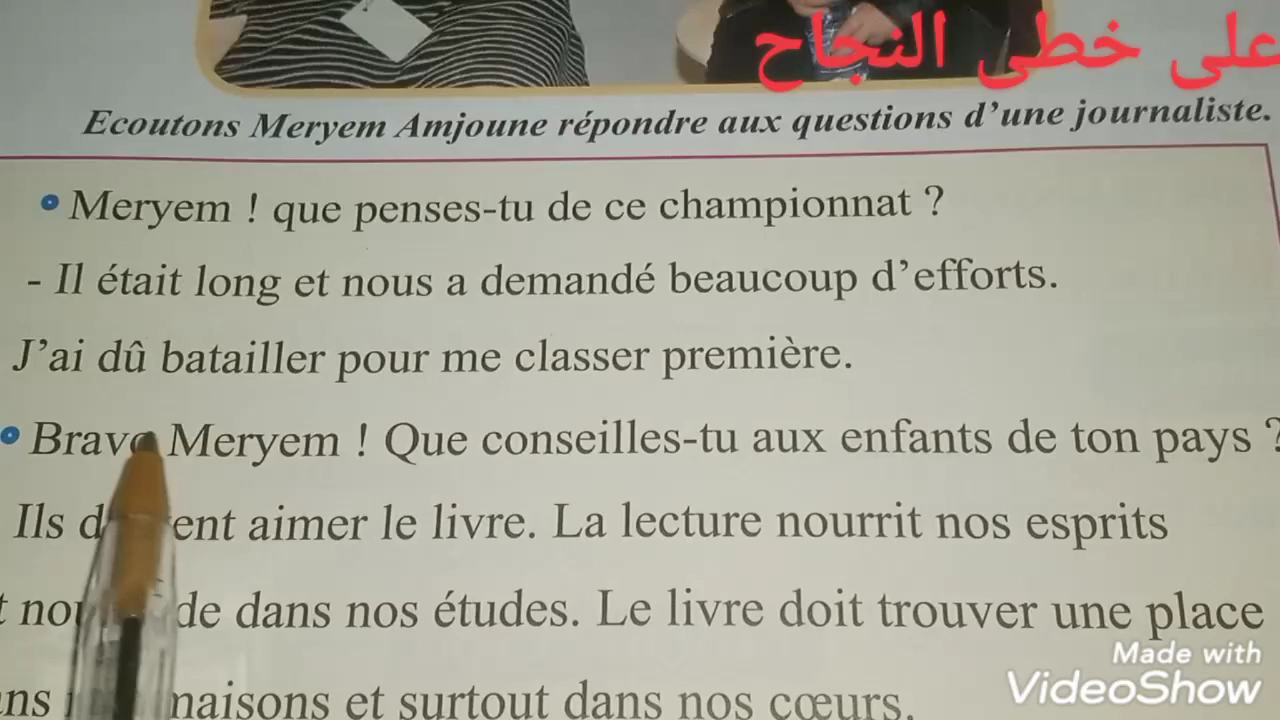 على خطى النجاح
Ecoutons Meryem Amjoune répondre aux questions d'une journaliste.
• Meryem ! que penses-tu de ce championnat ?
- Il était long et nous a demandé beaucoup d'efforts.
J'ai dû batailler pour me classer première.
• Bravo Meryem ! Que conseilles-tu aux enfants de ton pays ?
Ils aimer le livre. La lecture nourrit nos esprits
dans nos études. Le livre doit trouver une place
maisons et surtout dans nos cœurs.
Made with
VideoShow